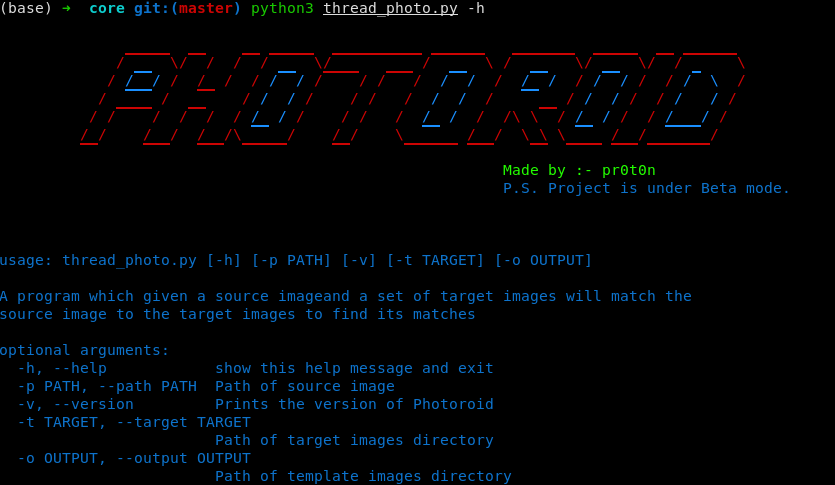 (base) ➜  core git:(master) python3 thread_photo.py -h
PHOTOROID
Made by :- pr0t0n
P.S. Project is under Beta mode.
usage: thread_photo.py [-h] [-p PATH] [-v] [-t TARGET] [-o OUTPUT]
A program which given a source imageand a set of target images will match the
source image to the target images to find its matches
optional arguments:
  -h, --help            show this help message and exit
  -p PATH, --path PATH  Path of source image
  -v, --version         Prints the version of Photoroid
  -t TARGET, --target TARGET
                        Path of target images directory
  -o OUTPUT, --output OUTPUT
                        Path of template images directory